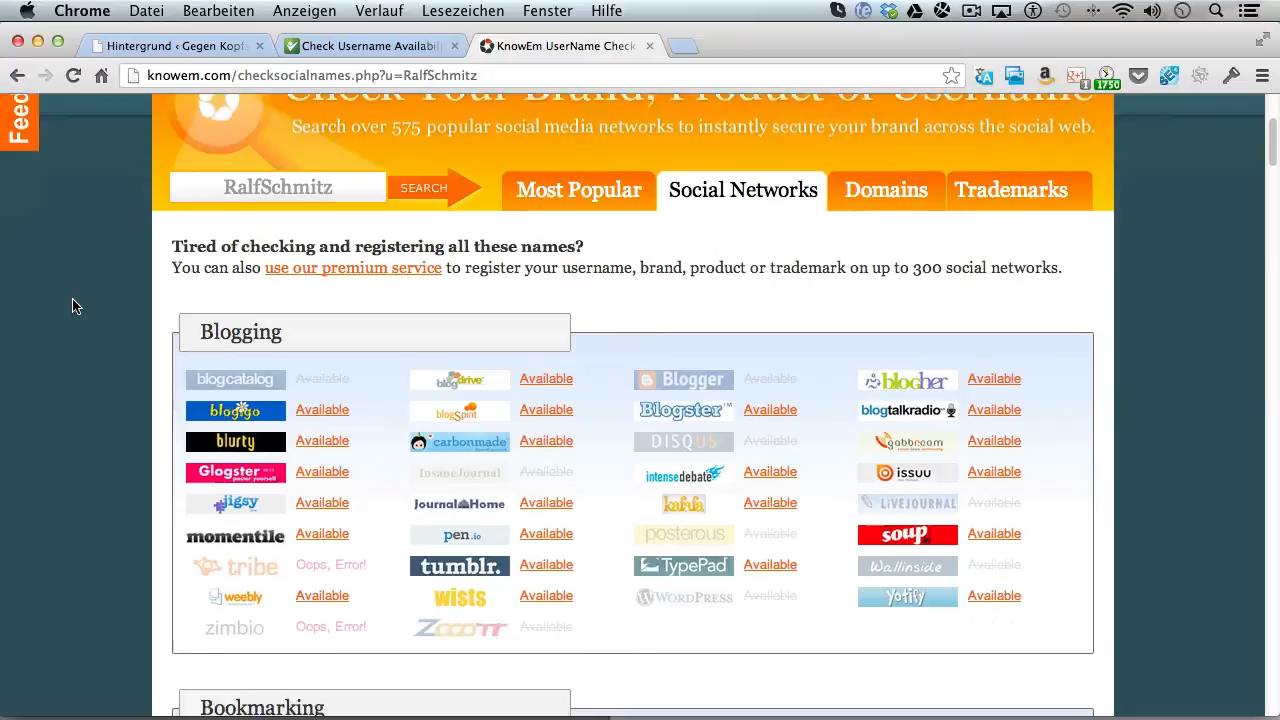 Chrome Datei Bearbeiten Anzeigen Verlauf Lesezeichen Fenster Hilfe
Hintergrund ‹ Gegen Kopf Check Username Availabil KnowEm UserName Check
knowem.com/checksocialnames.php?u=RalfSchmitz 1 1750
Feed
Check Your Brand, Product or Username
Search over 575 popular social media networks to instantly secure your brand across the social web.
RalfSchmitz SEARCH Most Popular Social Networks Domains Trademarks
Tired of checking and registering all these names?
You can also use our premium service to register your username, brand, product or trademark on up to 300 social networks.
Blogging
blogcatalog Available blogdrive Available Blogger Available blogher Available
blogigo Available blogSpirit Available Blogster™ Available blogtalkradio Available
blurty Available carbonmade Available DISQUS Available gabbroom Available
Glogster poster yourself Available InsaneJournal Available intensedebate Available issuu Available
jigsy Available Journal Home Available kafufa Available LIVEJOURNAL Available
momentile Available pen.io Available posterous Available soup Available
tribe Oops, Error! tumblr. Available TypePad Available Wallinside Available
weebly Available wists Available WORDPRESS Available Yotify Available
zimbio Oops, Error! Zooomr Available
Bookmarking